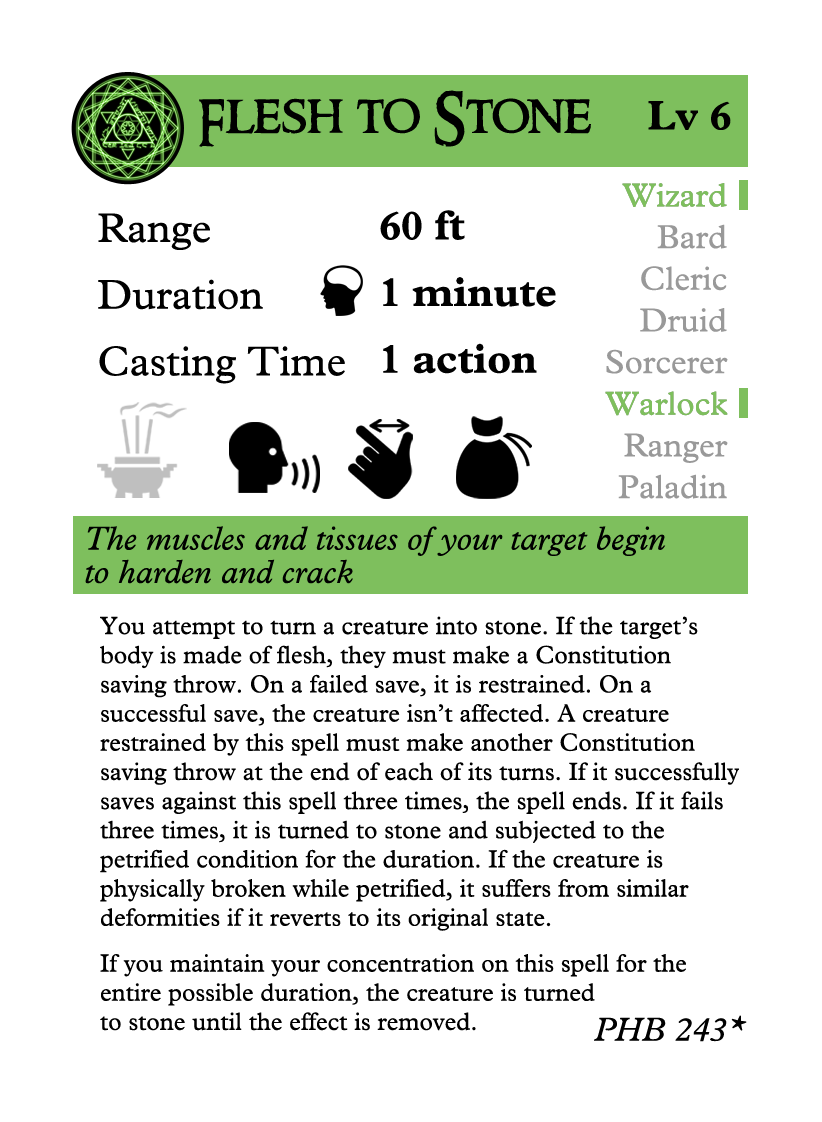 FLESH TO STONE Lv 6
Range 60 ft
Duration 1 minute
Casting Time 1 action
Wizard
Bard
Cleric
Druid
Sorcerer
Warlock
Ranger
Paladin
The muscles and tissues of your target begin
to harden and crack
You attempt to turn a creature into stone. If the target’s
body is made of flesh, they must make a Constitution
saving throw. On a failed save, it is restrained. On a
successful save, the creature isn’t affected. A creature
restrained by this spell must make another Constitution
saving throw at the end of each of its turns. If it successfully
saves against this spell three times, the spell ends. If it fails
three times, it is turned to stone and subjected to the
petrified condition for the duration. If the creature is
physically broken while petrified, it suffers from similar
deformities if it reverts to its original state.
If you maintain your concentration on this spell for the
entire possible duration, the creature is turned
to stone until the effect is removed.
PHB 243*